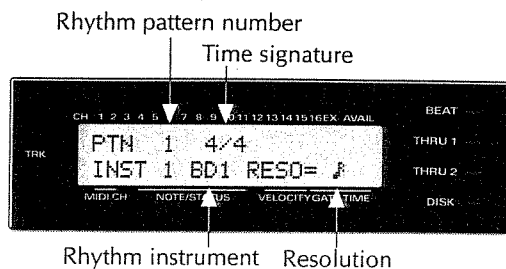 Rhythm pattern number
Time signature
CH 1 2 3 4 5 7 8 9 10 11 12 13 14 15 16 EX AVAIL
BEAT
PTN 1 4/4
THRU 1
TRK
INST 1 BD1 RESO= ♪
THRU 2
MIDI CH NOTE/STATUS VELOCITY GATE TIME
DISK
Rhythm instrument Resolution